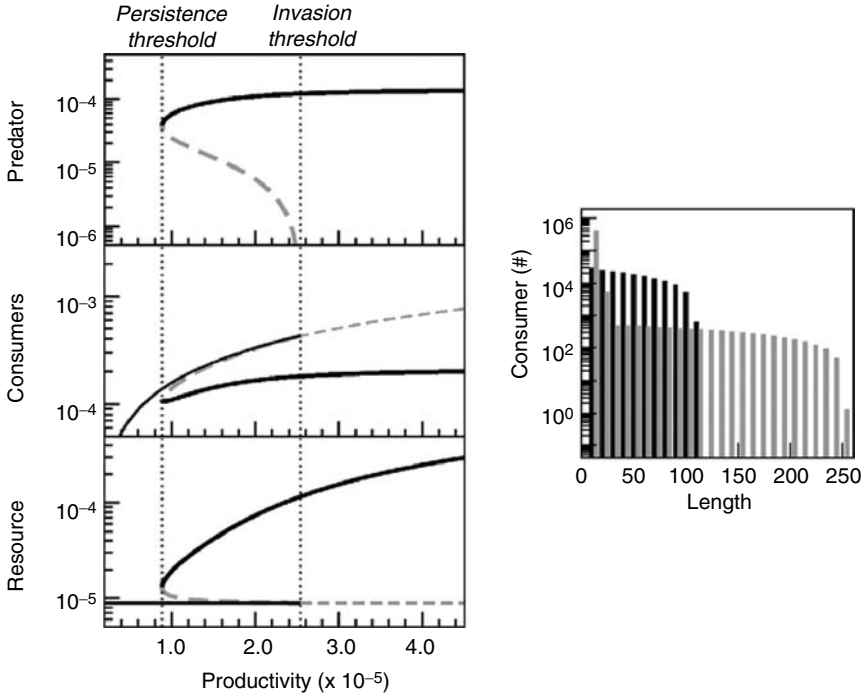 Persistence threshold
Invasion threshold
Predator
10⁻⁴
10⁻⁵
10⁻⁶
Consumers
10⁻³
10⁻⁴
Resource
10⁻⁴
10⁻⁵
1.0 2.0 3.0 4.0
Productivity (x 10⁻⁵)
Consumer (#)
10⁶
10⁴
10²
10⁰
0 50 100 150 200 250
Length